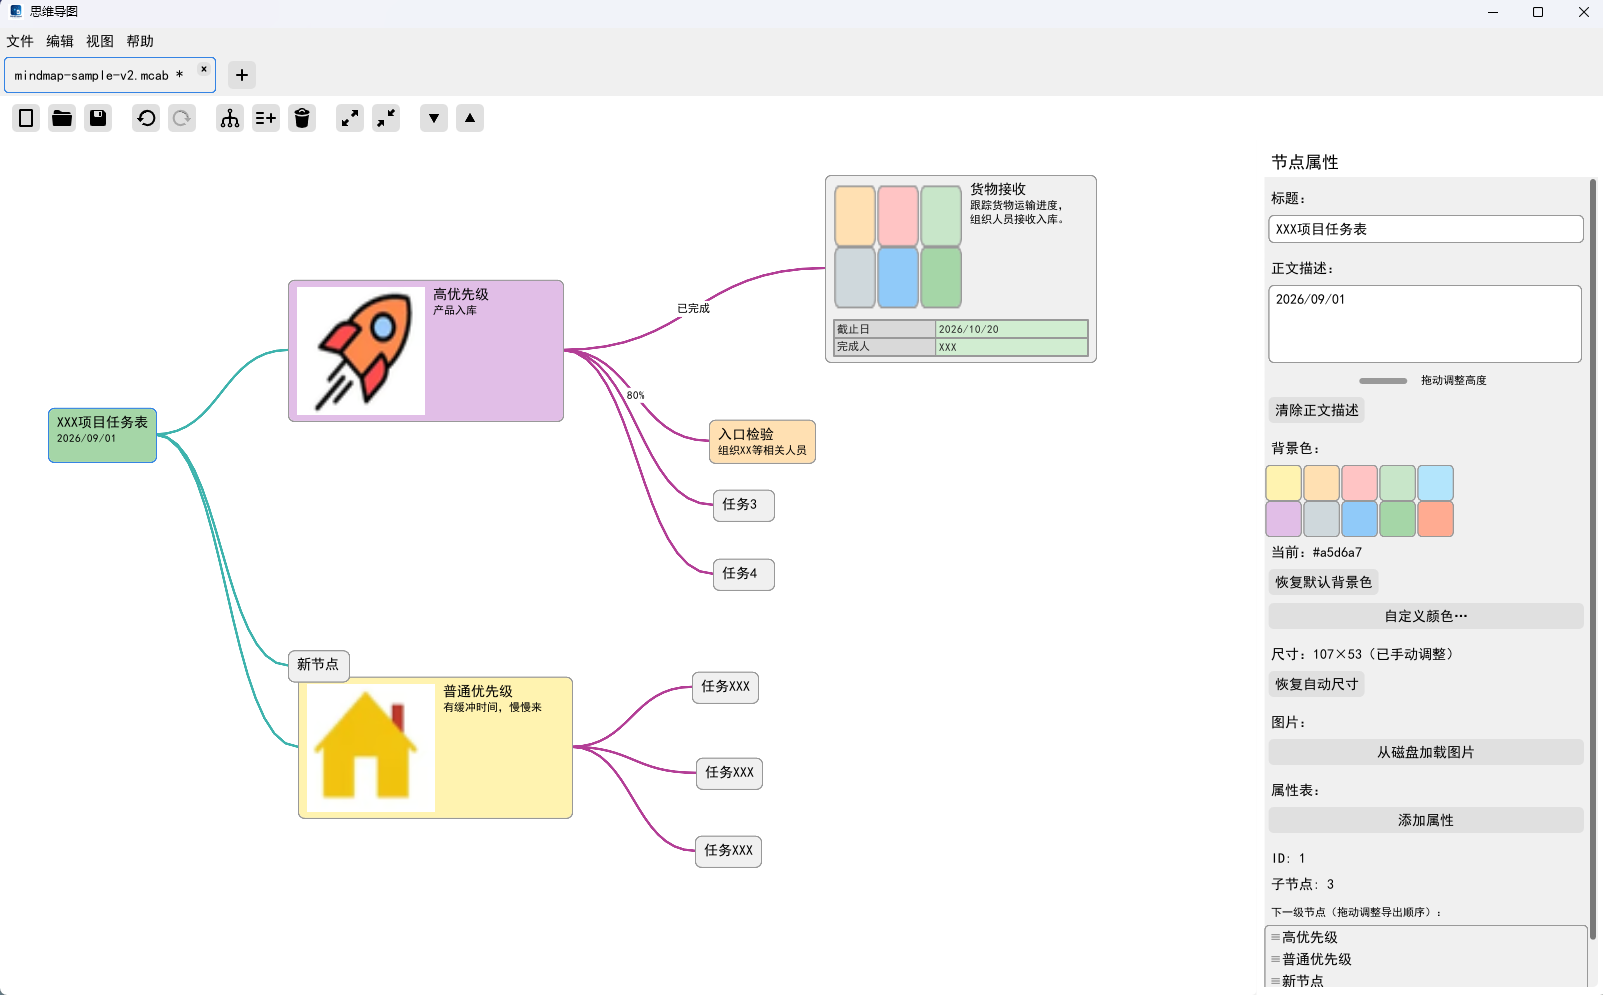 思维导图
文件 编辑 视图 帮助
mindmap-sample-v2.mcab *
节点属性
标题：
XXX项目任务表
正文描述：
2026/09/01
拖动调整高度
清除正文描述
背景色：
当前：#a5d6a7
恢复默认背景色
自定义颜色…
尺寸：107×53（已手动调整）
恢复自动尺寸
图片：
从磁盘加载图片
属性表：
添加属性
ID: 1
子节点: 3
下一级节点（拖动调整导出顺序）：
高优先级
普通优先级
新节点
XXX项目任务表
2026/09/01
高优先级
产品入库
已完成
货物接收
跟踪货物运输进度，
组织人员接收入库。
截止日 2026/10/20
完成人 XXX
80%
入口检验
组织XX等相关人员
任务3
任务4
新节点
普通优先级
有缓冲时间，慢慢来
任务XXX
任务XXX
任务XXX